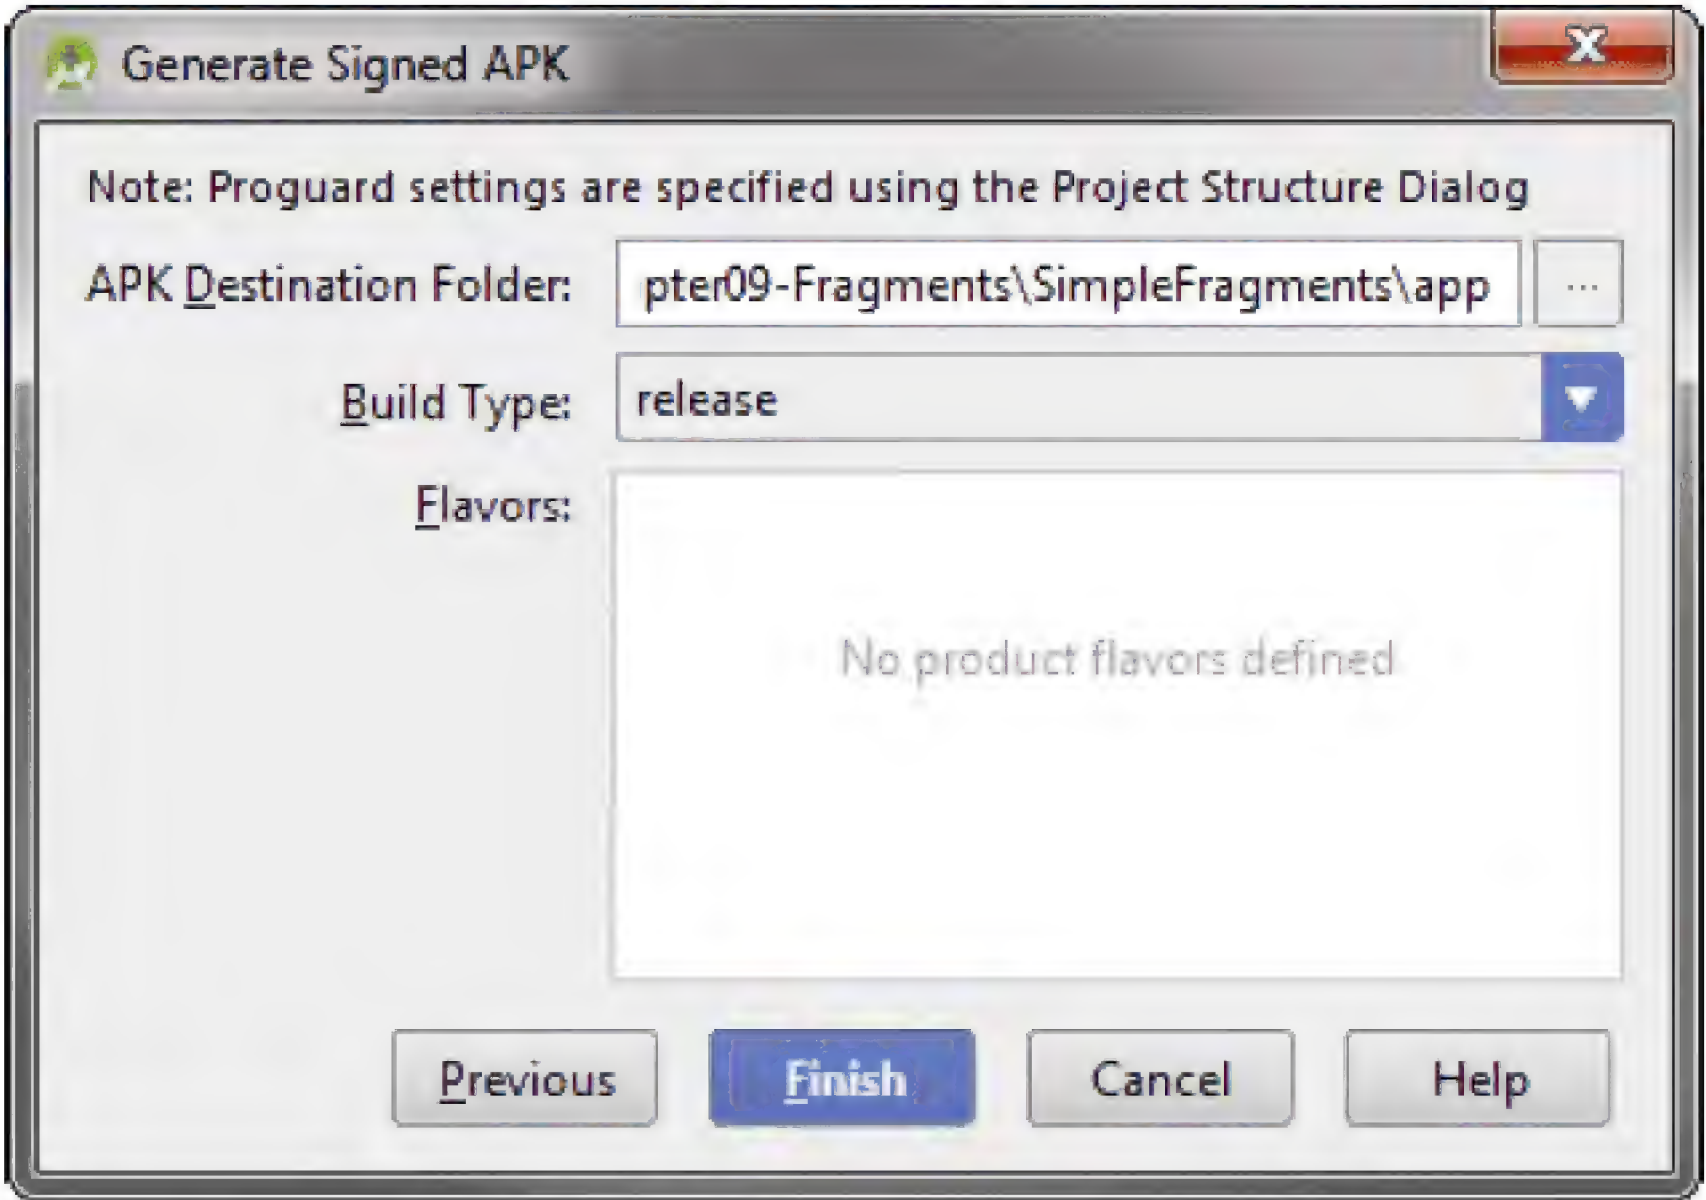 Generate Signed APK
Note: Proguard settings are specified using the Project Structure Dialog
APK Destination Folder: pter09-Fragments\SimpleFragments\app ...
Build Type: release
Flavors:
No product flavors defined
Previous Finish Cancel Help